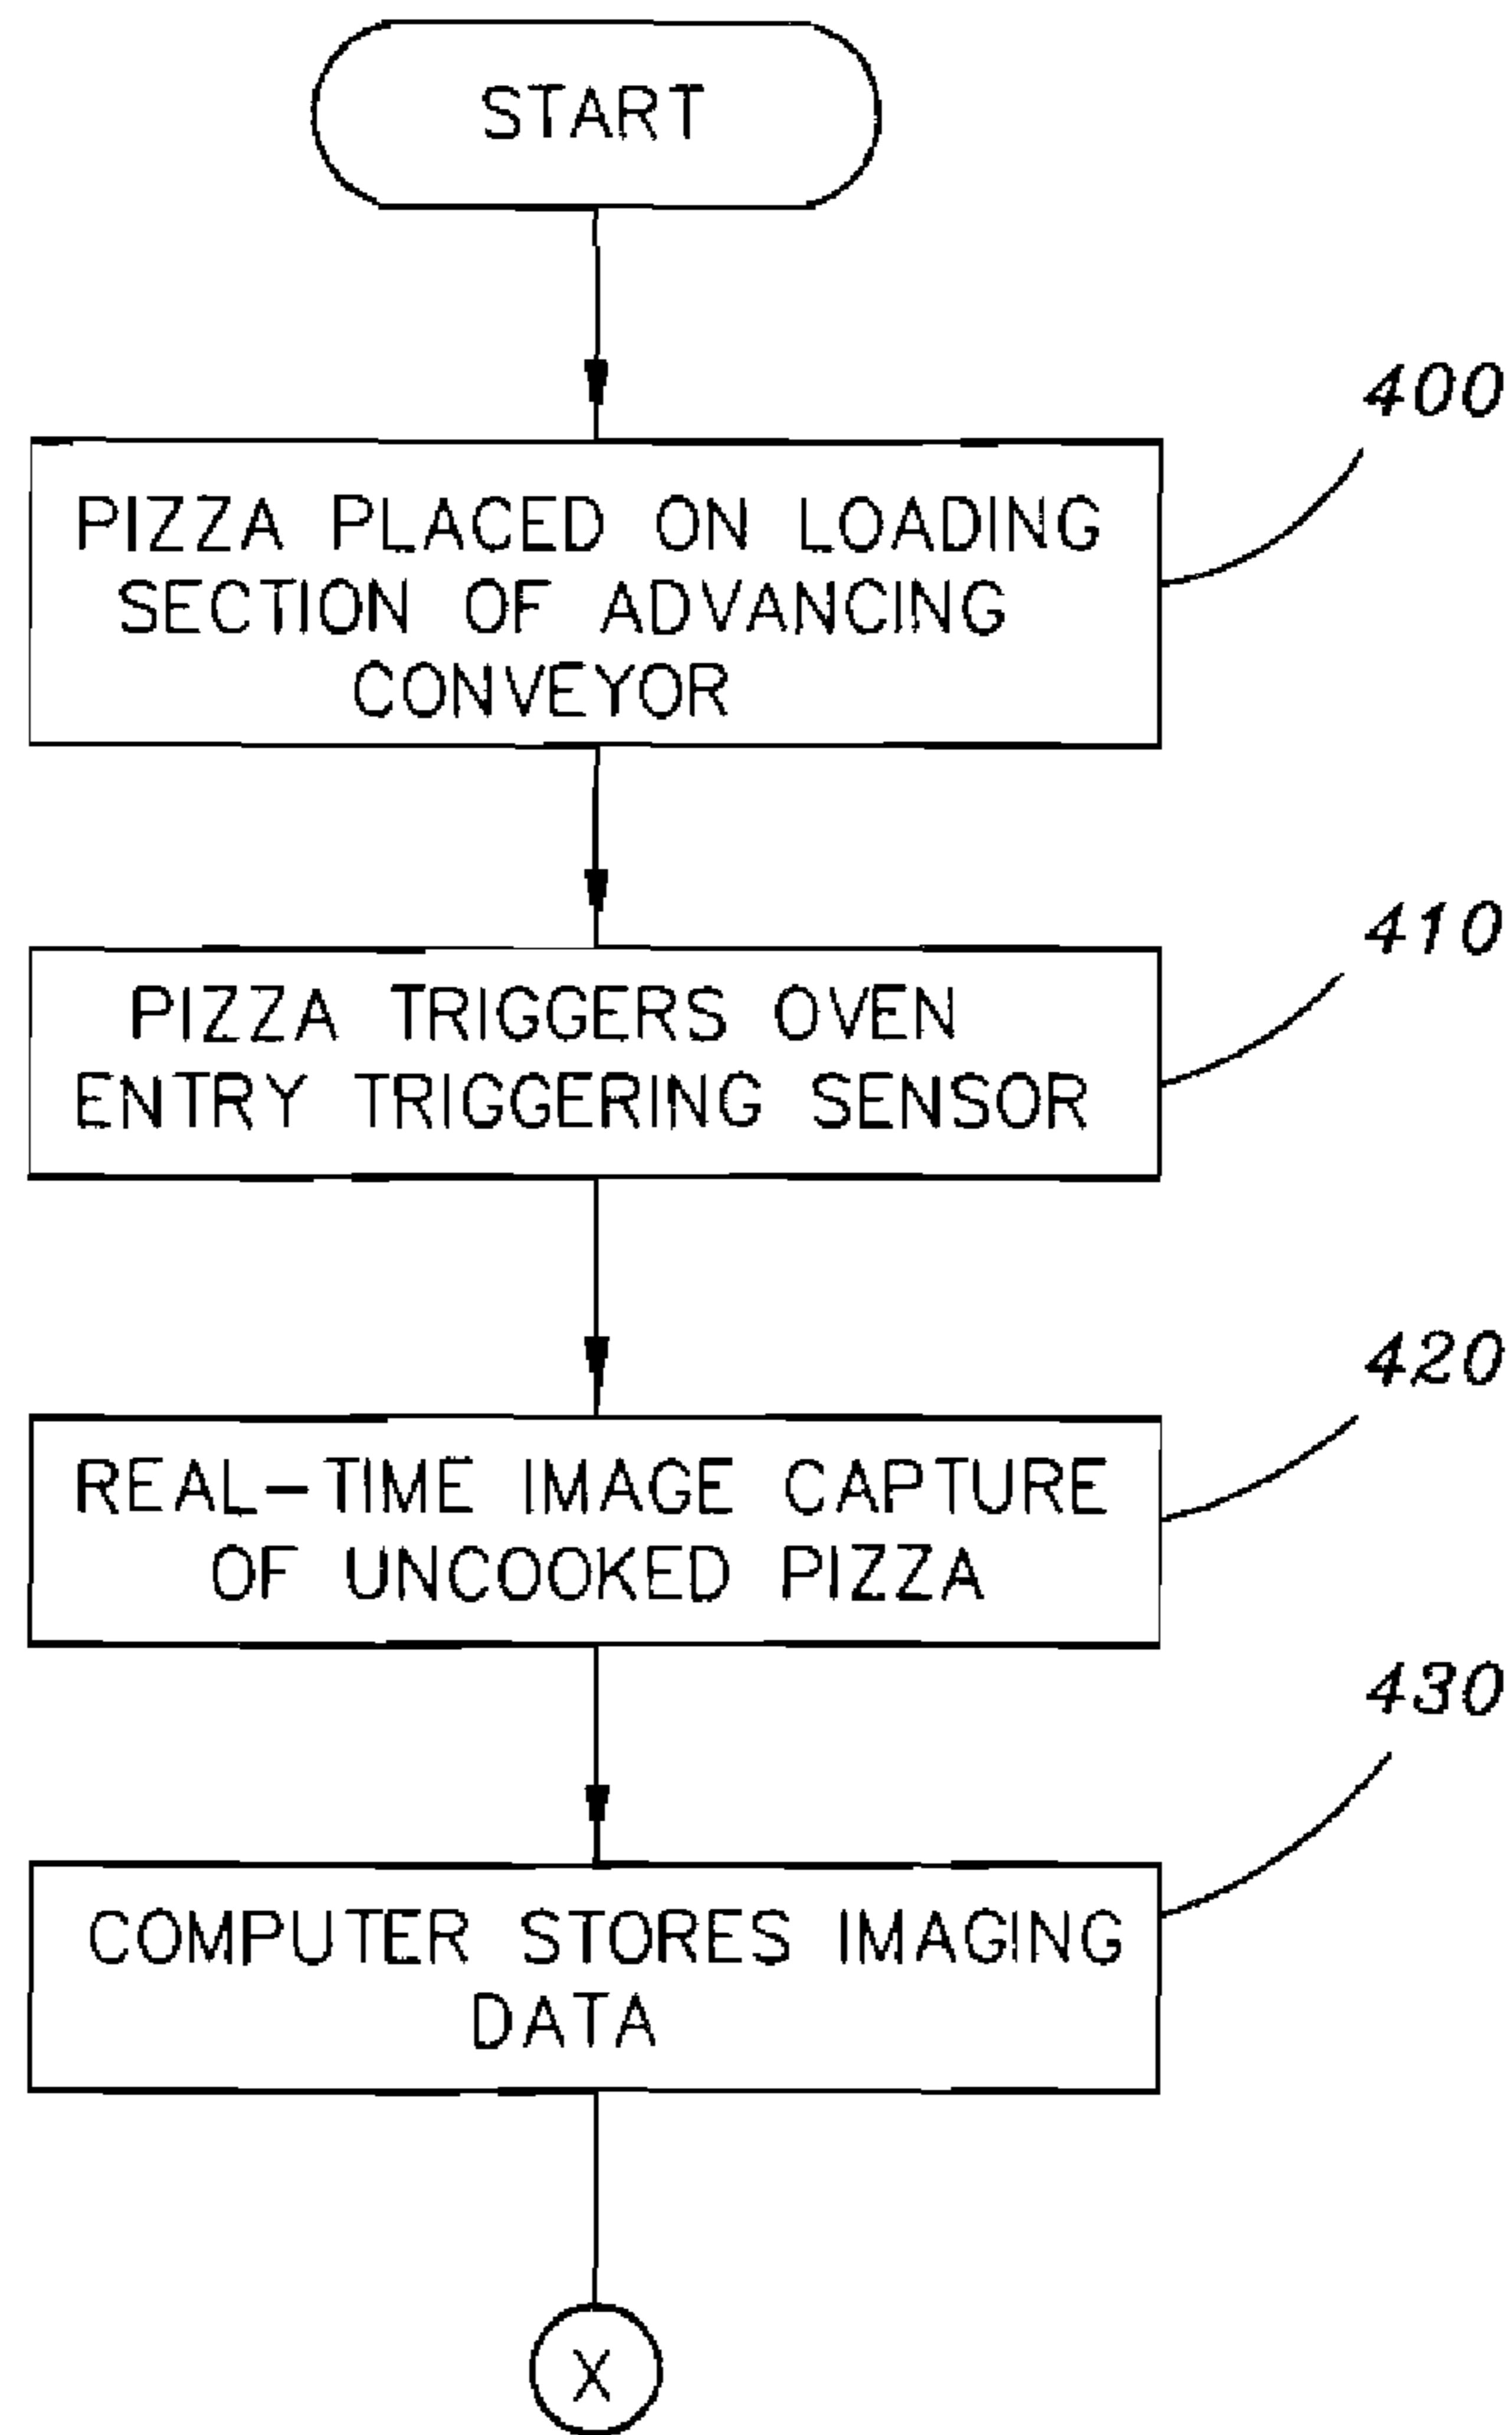 START
400
PIZZA PLACED ON LOADING
SECTION OF ADVANCING
CONVEYOR
410
PIZZA TRIGGERS OVEN
ENTRY TRIGGERING SENSOR
420
REAL-TIME IMAGE CAPTURE
OF UNCOOKED PIZZA
430
COMPUTER STORES IMAGING
DATA
X